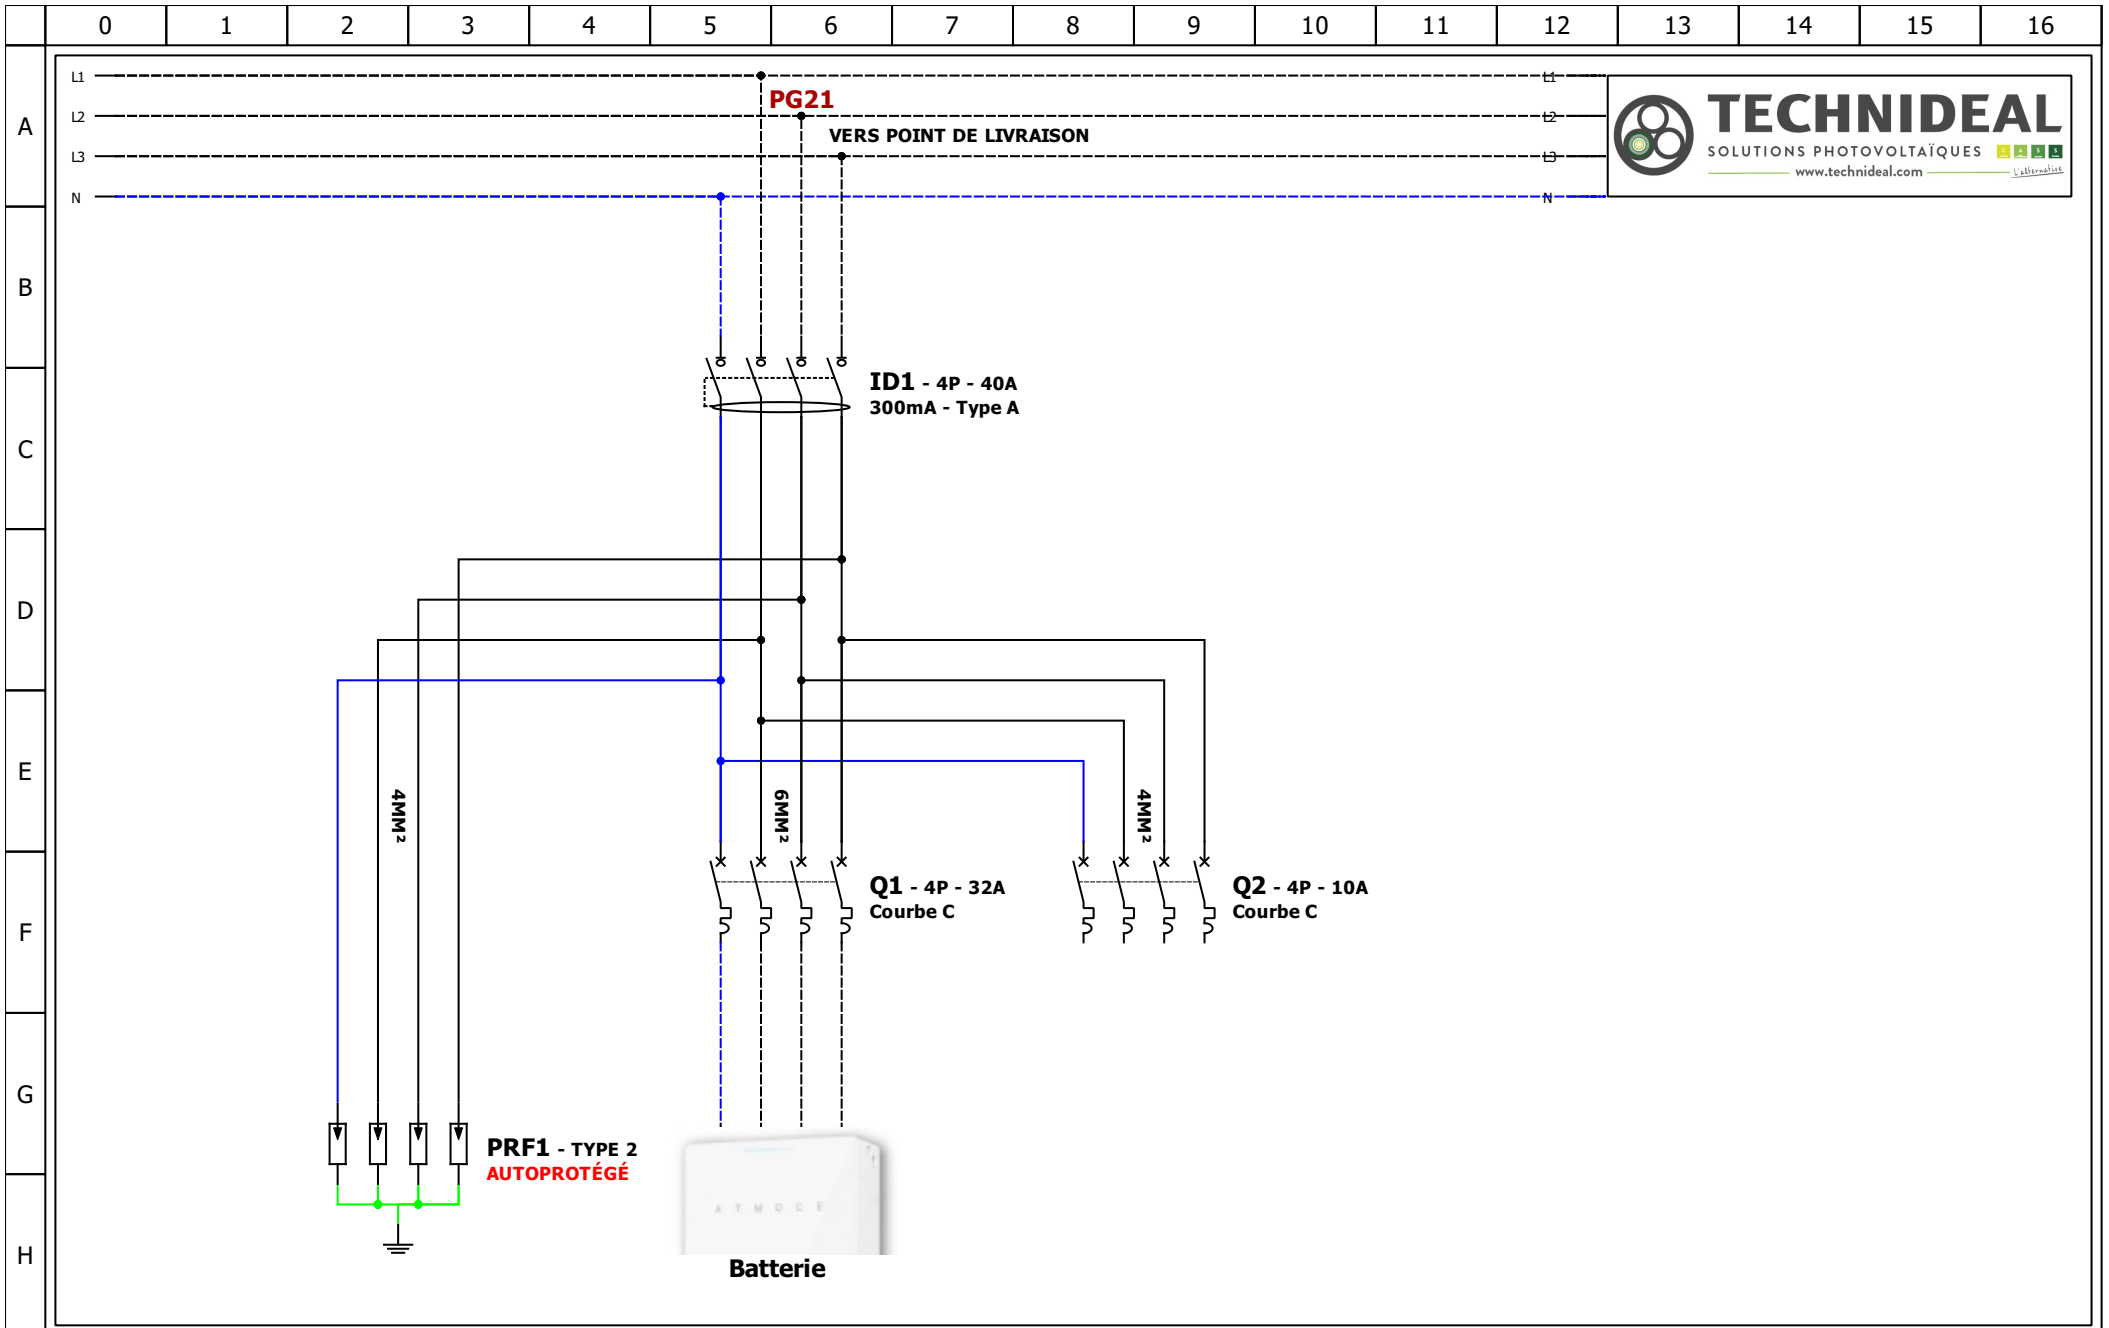 0 1 2 3 4 5 6 7 8 9 10 11 12 13 14 15 16
A
B
C
D
E
F
G
H
L1
L2
L3
N
PG21
VERS POINT DE LIVRAISON
L1
L2
L3
N
TECHNIDEAL
SOLUTIONS PHOTOVOLTAÏQUES
C A S S
www.technideal.com
L'alternative
ID1 - 4P - 40A
300mA - Type A
4MM²
6MM²
4MM²
Q1 - 4P - 32A
Courbe C
Q2 - 4P - 10A
Courbe C
PRF1 - TYPE 2
AUTOPROTÉGÉ
ATMOCE
Batterie